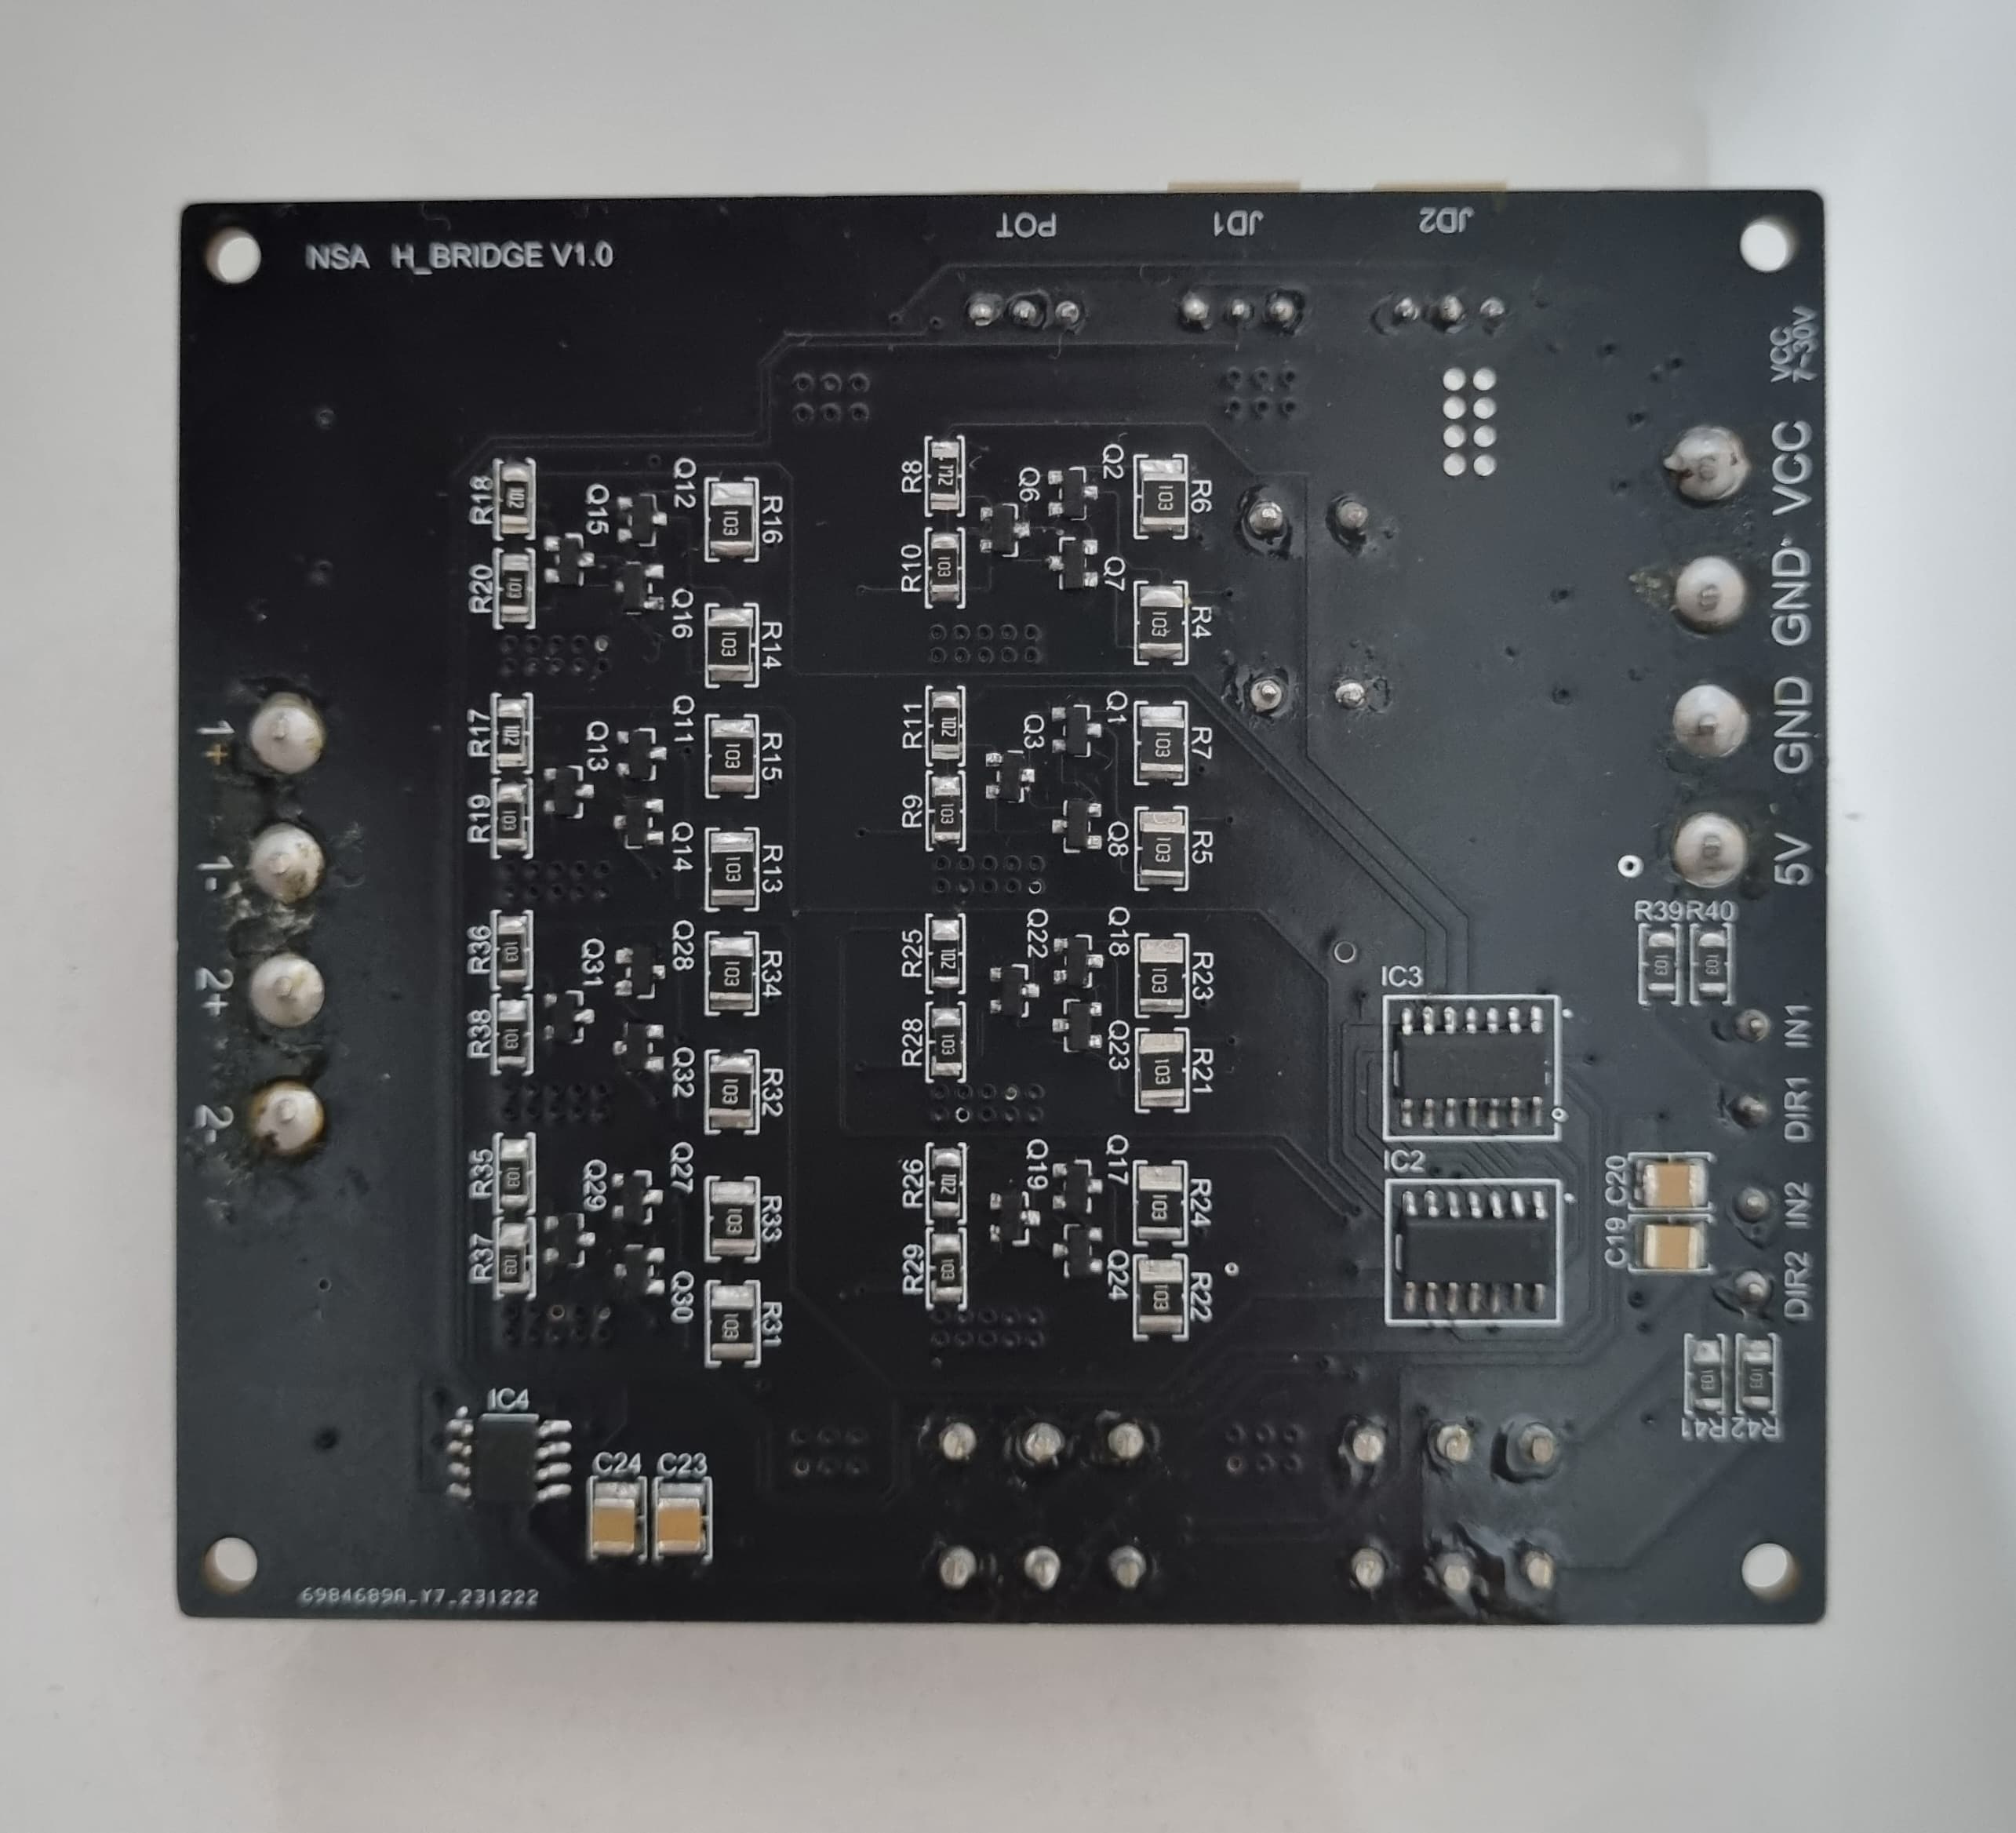 NSA H_BRIDGE V1.0
POT
JD1
JD2
VCC
7-30V
VCC
GND
GND
5V
R18
102
Q15
Q12
103
R16
R20
103
Q16
103
R14
R17
102
Q13
Q11
103
R15
R19
103
Q14
103
R13
R36
103
Q31
Q28
103
R34
R38
103
Q32
103
R32
R35
103
Q29
Q27
103
R33
R37
103
Q30
103
R31
R8
Q6
Q2
103
R6
R10
103
Q7
103
R4
R11
102
Q3
Q1
103
R7
R9
103
Q8
103
R5
R25
102
Q22
Q18
103
R23
R28
103
Q23
103
R21
R26
102
Q19
Q17
103
R24
R29
103
Q24
103
R22
1+
1-
2+
2-
R39 R40
103
103
IC3
IC2
IN1
DIR1
IN2
DIR2
C20
C19
103
103
R41 R42
IC4
C24 C23
6984689A_Y7_231222